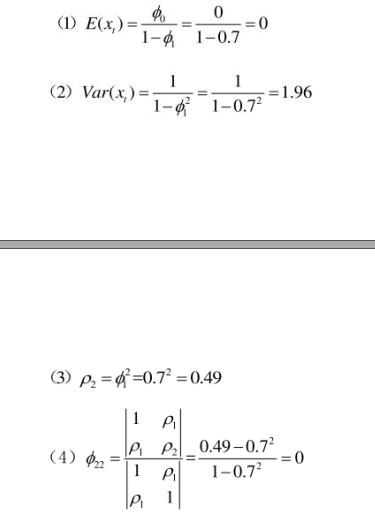 (1) E(x_t) = ϕ_0 / (1−ϕ_1) = 0 / (1−0.7) = 0
(2) Var(x_t) = 1 / (1−ϕ_1^2) = 1 / (1−0.7^2) = 1.96
(3) ρ_2 = ϕ_1^2 = 0.7^2 = 0.49
(4) ϕ_22 = |1 ρ_1; ρ_1 ρ_2| / |1 ρ_1; ρ_1 1| = (0.49−0.7^2) / (1−0.7^2) = 0